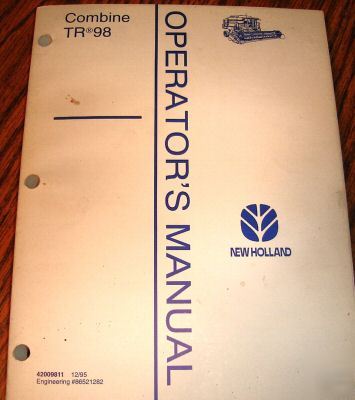 Combine
TR®98
OPERATOR'S MANUAL
NEW HOLLAND
42009811 12/95
Engineering #86521282